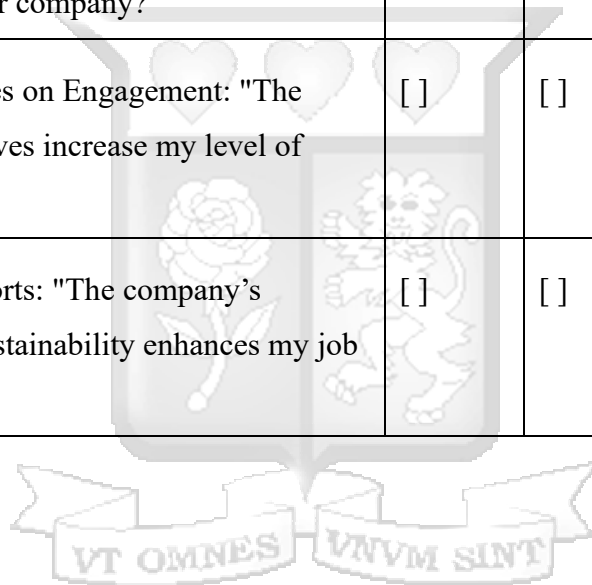 r company?
es on Engagement: "The [ ] [ ]
ves increase my level of
orts: "The company’s [ ] [ ]
stainability enhances my job
VT OMNES VNVM SINT